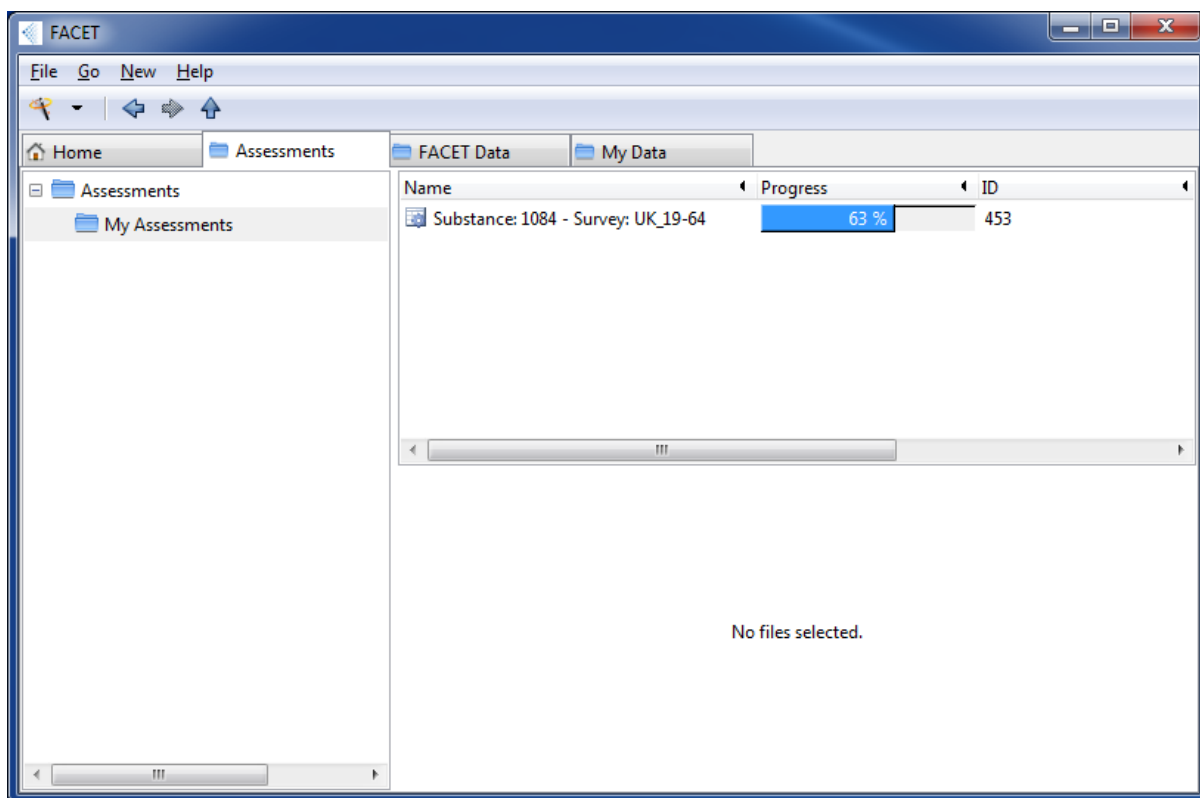 FACET
File Go New Help
Home Assessments FACET Data My Data
Assessments
My Assessments
Name Progress ID
Substance: 1084 - Survey: UK_19-64 63 % 453
No files selected.